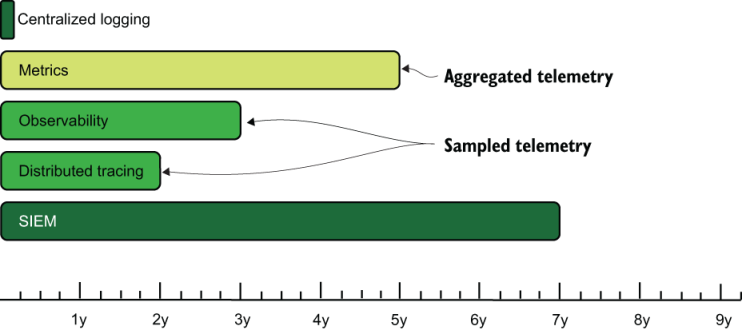 Centralized logging
Metrics
Aggregated telemetry
Observability
Sampled telemetry
Distributed tracing
SIEM
1y 2y 3y 4y 5y 6y 7y 8y 9y